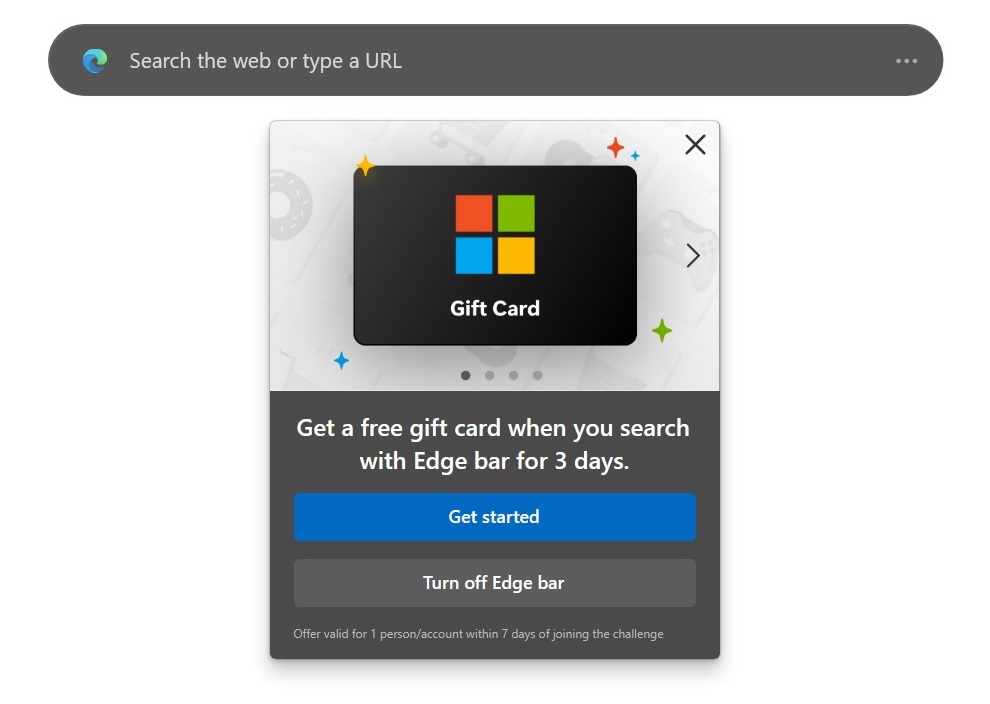 Search the web or type a URL
Gift Card
Get a free gift card when you search
with Edge bar for 3 days.
Get started
Turn off Edge bar
Offer valid for 1 person/account within 7 days of joining the challenge